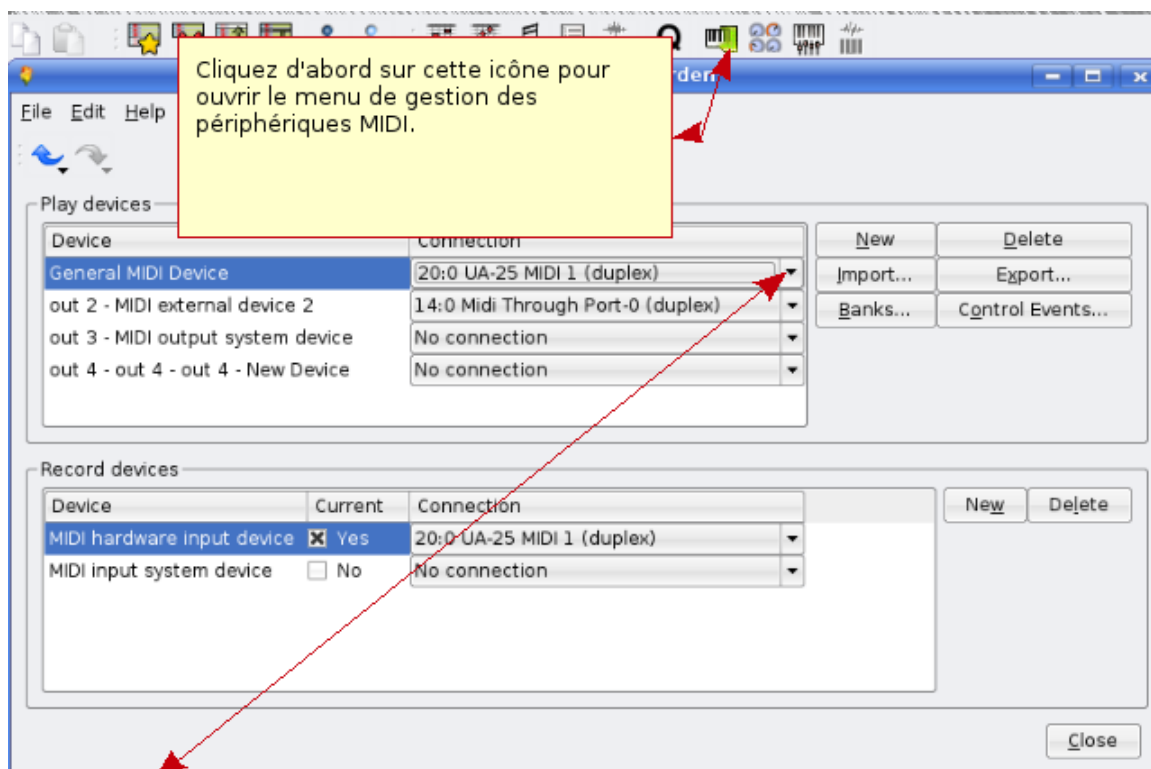 Cliquez d'abord sur cette icône pour
ouvrir le menu de gestion des
périphériques MIDI.
File Edit Help
Play devices
Device Connection
General MIDI Device 20:0 UA-25 MIDI 1 (duplex)
out 2 - MIDI external device 2 14:0 Midi Through Port-0 (duplex)
out 3 - MIDI output system device No connection
out 4 - out 4 - out 4 - New Device No connection
New Delete
Import... Export...
Banks... Control Events...
Record devices
Device Current Connection
MIDI hardware input device Yes 20:0 UA-25 MIDI 1 (duplex)
MIDI input system device No No connection
New Delete
Close